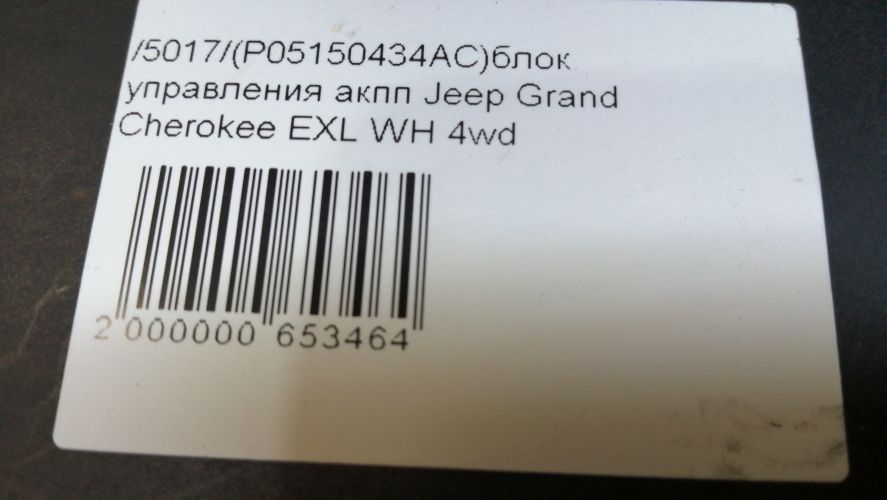 /5017/(P05150434AC)блок
управления акпп Jeep Grand
Cherokee EXL WH 4wd
2 000000 653464